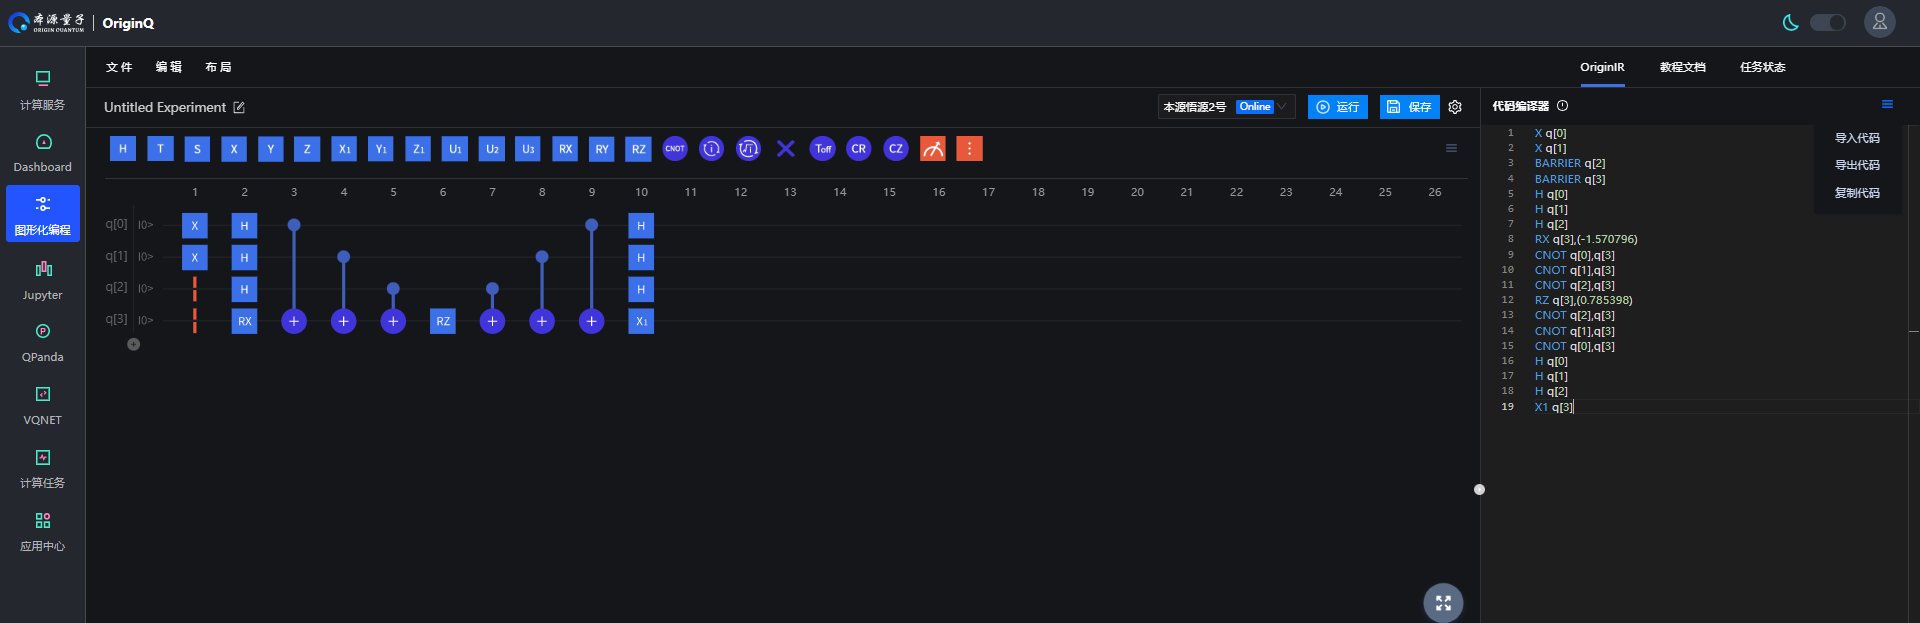 本源量子 ORIGIN QUANTUM OriginQ
计算服务
Dashboard
图形化编程
Jupyter
QPanda
VQNET
计算任务
应用中心
文件 编辑 布局
Untitled Experiment
本源悟源2号 Online 运行 保存
H T S X Y Z X1 Y1 Z1 U1 U2 U3 RX RY RZ CNOT i √i Toff CR CZ
1 2 3 4 5 6 7 8 9 10 11 12 13 14 15 16 17 18 19 20 21 22 23 24 25 26
q[0] |0> X H H
q[1] |0> X H H
q[2] |0> H H
q[3] |0> RX + + + RZ + + + X1
OriginIR 教程文档 任务状态
代码编译器
导入代码
导出代码
复制代码
1 X q[0]
2 X q[1]
3 BARRIER q[2]
4 BARRIER q[3]
5 H q[0]
6 H q[1]
7 H q[2]
8 RX q[3],(-1.570796)
9 CNOT q[0],q[3]
10 CNOT q[1],q[3]
11 CNOT q[2],q[3]
12 RZ q[3],(0.785398)
13 CNOT q[2],q[3]
14 CNOT q[1],q[3]
15 CNOT q[0],q[3]
16 H q[0]
17 H q[1]
18 H q[2]
19 X1 q[3]